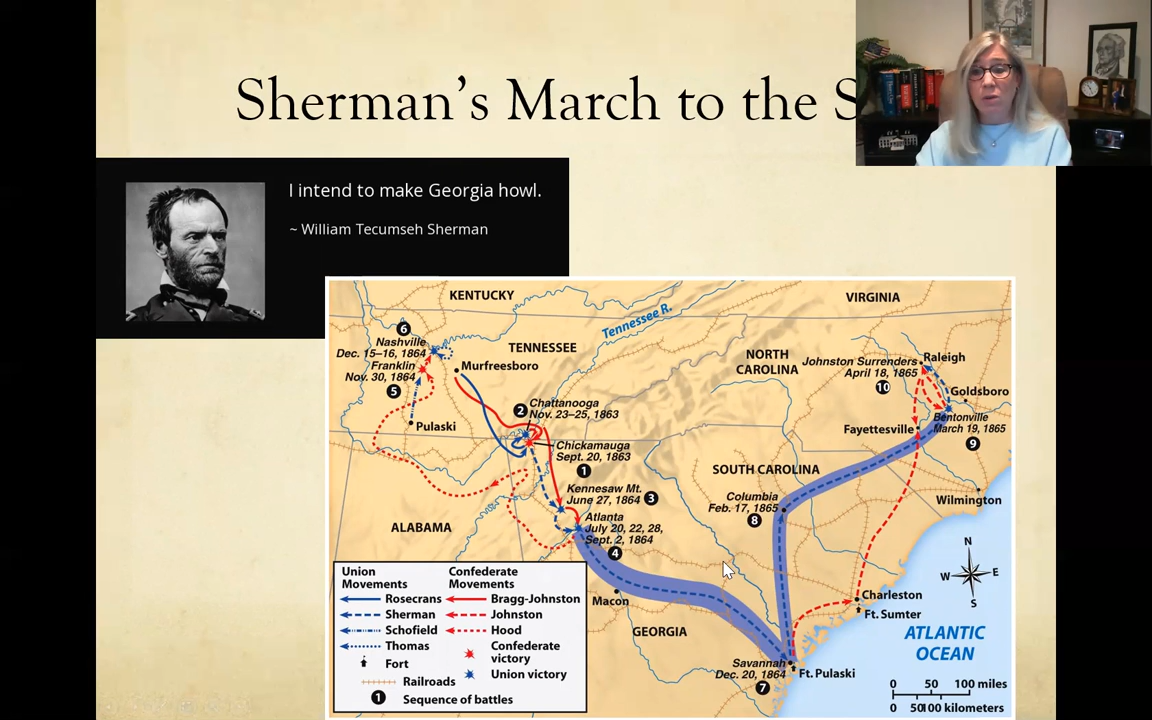 Sherman's March to the S
I intend to make Georgia howl.
~ William Tecumseh Sherman
KENTUCKY
VIRGINIA
Tennessee R.
6
Nashville
Dec. 15–16, 1864
TENNESSEE
Franklin
Nov. 30, 1864
5
Murfreesboro
NORTH
CAROLINA
Johnston Surrenders
April 18, 1865
10
Raleigh
Goldsboro
2
Chattanooga
Nov. 23–25, 1863
Pulaski
Bentonville
March 19, 1865
9
Fayettesville
Chickamauga
Sept. 20, 1863
1
SOUTH CAROLINA
Kennesaw Mt.
June 27, 1864
3
Columbia
Feb. 17, 1865
8
Wilmington
ALABAMA
Atlanta
July 20, 22, 28,
Sept. 2, 1864
4
N
W E
S
Macon
Charleston
Ft. Sumter
GEORGIA
ATLANTIC
OCEAN
Savannah
Dec. 20, 1864
7
Ft. Pulaski
0 50 100 miles
0 50 100 kilometers
Union
Movements
Rosecrans
Sherman
Schofield
Thomas
Fort
Confederate
Movements
Bragg-Johnston
Johnston
Hood
Confederate
victory
Union victory
Railroads
1 Sequence of battles